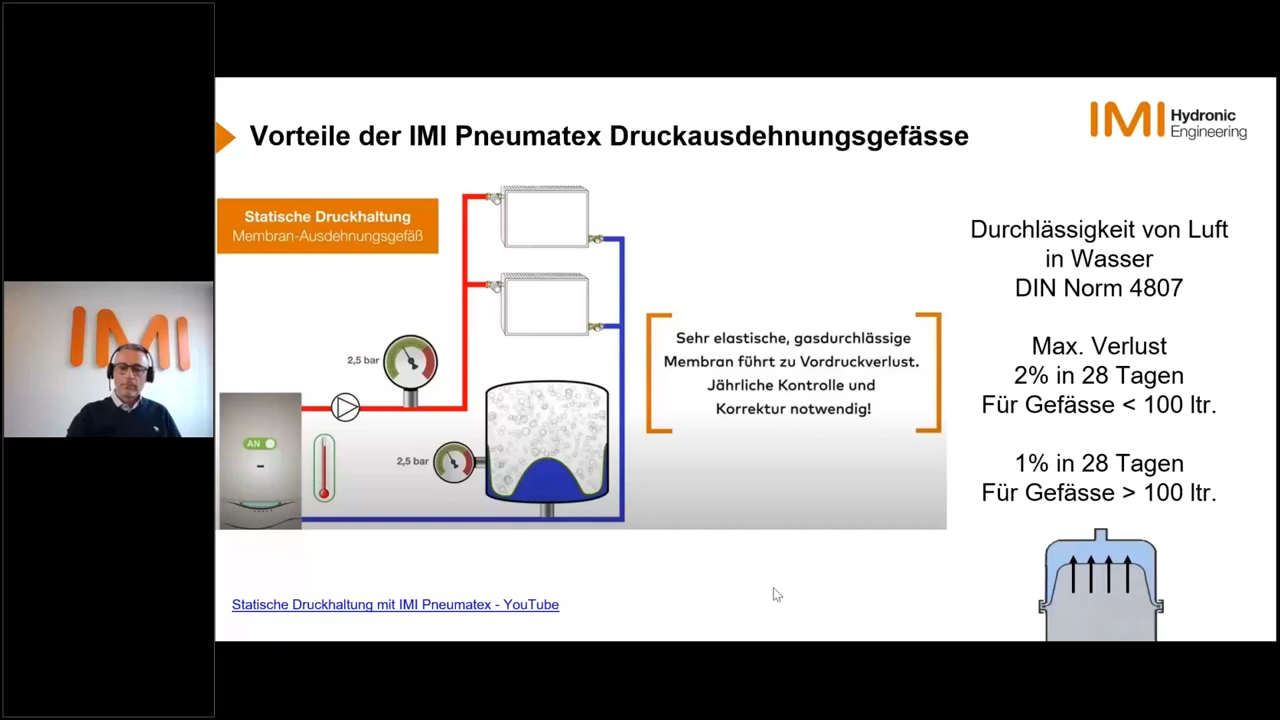 Vorteile der IMI Pneumatex Druckausdehnungsgefässe
IMI Hydronic
Engineering
Statische Druckhaltung
Membran-Ausdehnungsgefäß
2,5 bar
2,5 bar
AN
Sehr elastische, gasdurchlässige
Membran führt zu Vordruckverlust.
Jährliche Kontrolle und
Korrektur notwendig!
Durchlässigkeit von Luft
in Wasser
DIN Norm 4807
Max. Verlust
2% in 28 Tagen
Für Gefässe < 100 ltr.
1% in 28 Tagen
Für Gefässe > 100 ltr.
Statische Druckhaltung mit IMI Pneumatex - YouTube
IMI